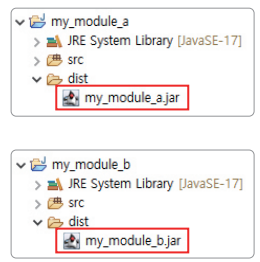 my_module_a
JRE System Library [JavaSE-17]
src
dist
my_module_a.jar
my_module_b
JRE System Library [JavaSE-17]
src
dist
my_module_b.jar